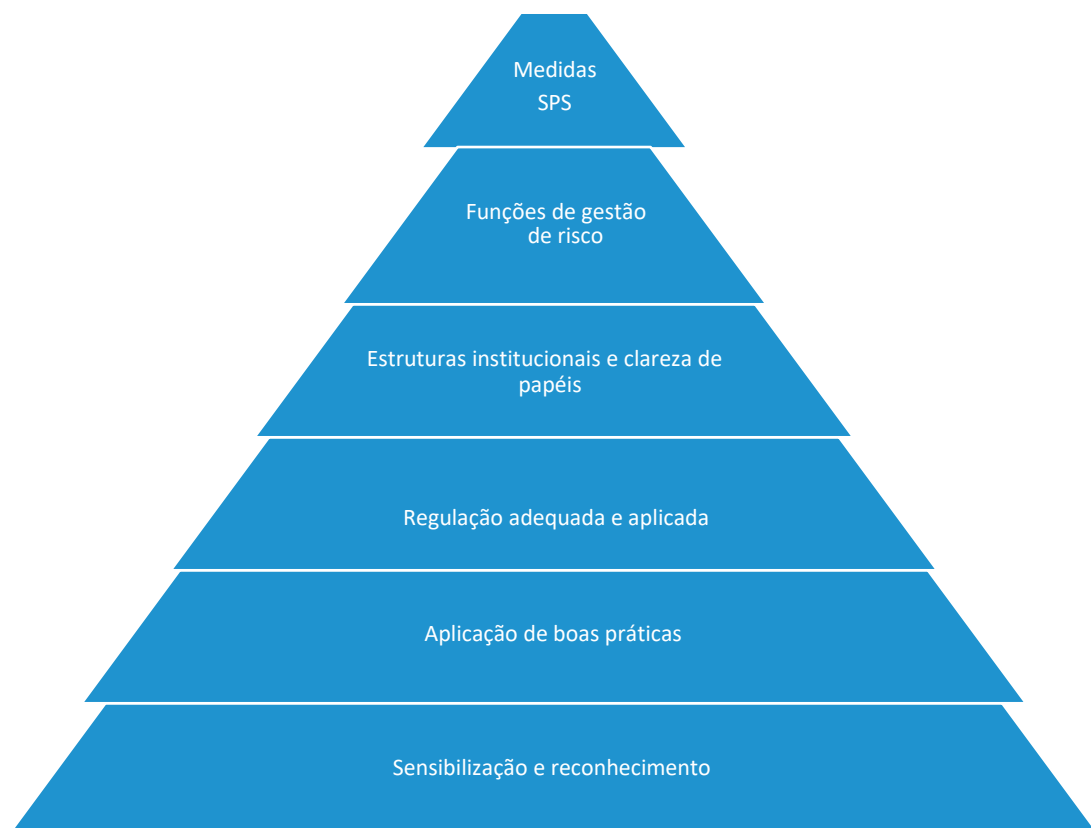 Medidas
SPS
Funções de gestão
de risco
Estruturas institucionais e clareza de
papéis
Regulação adequada e aplicada
Aplicação de boas práticas
Sensibilização e reconhecimento